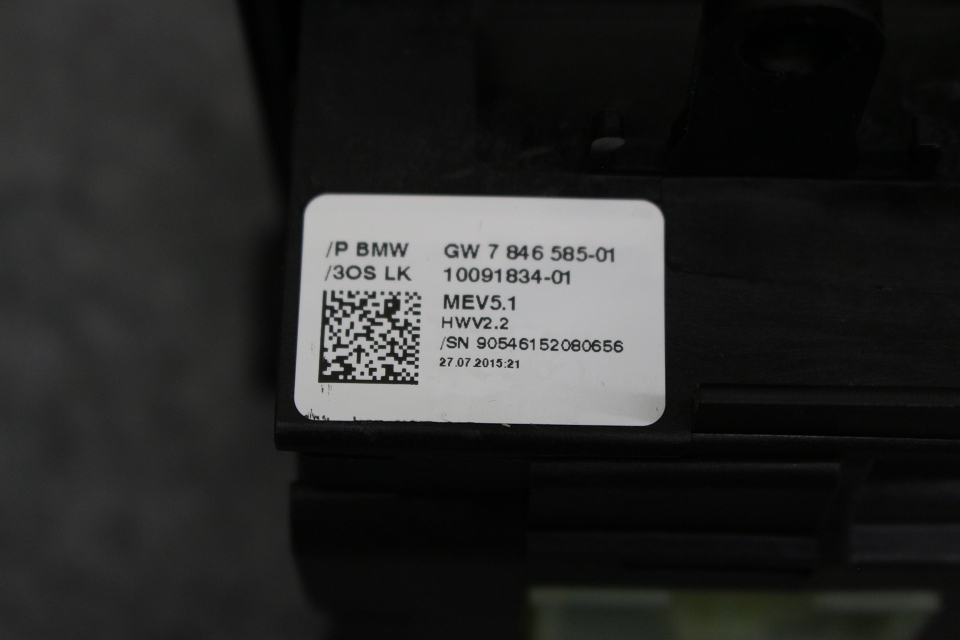 /P BMW GW 7 846 585-01
/3OS LK 10091834-01
MEV5.1
HWV2.2
/SN 90546152080656
27.07.2015:21